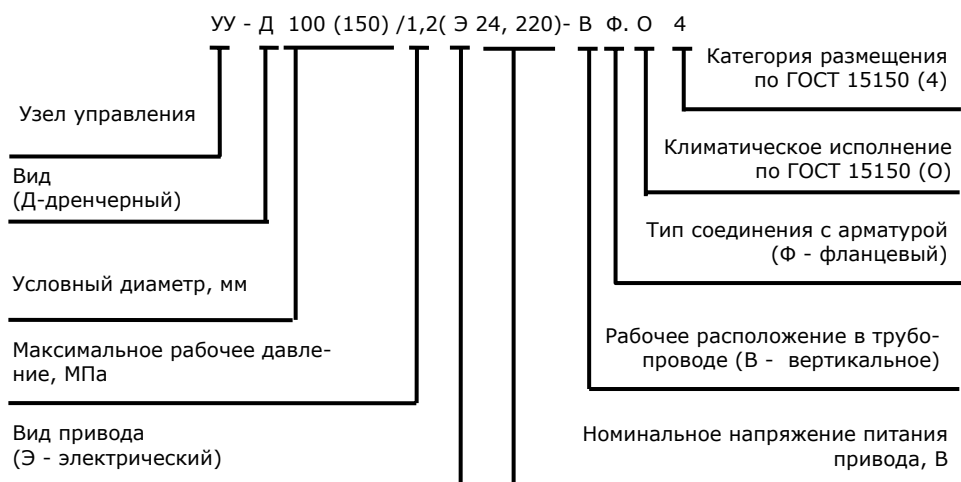 УУ - Д 100 (150) /1,2( Э 24, 220)- В Ф. О 4
Узел управления
Вид
(Д-дренчерный)
Условный диаметр, мм
Максимальное рабочее давле-
ние, МПа
Вид привода
(Э - электрический)
Категория размещения
по ГОСТ 15150 (4)
Климатическое исполнение
по ГОСТ 15150 (О)
Тип соединения с арматурой
(Ф - фланцевый)
Рабочее расположение в трубо-
проводе (В - вертикальное)
Номинальное напряжение питания
привода, В